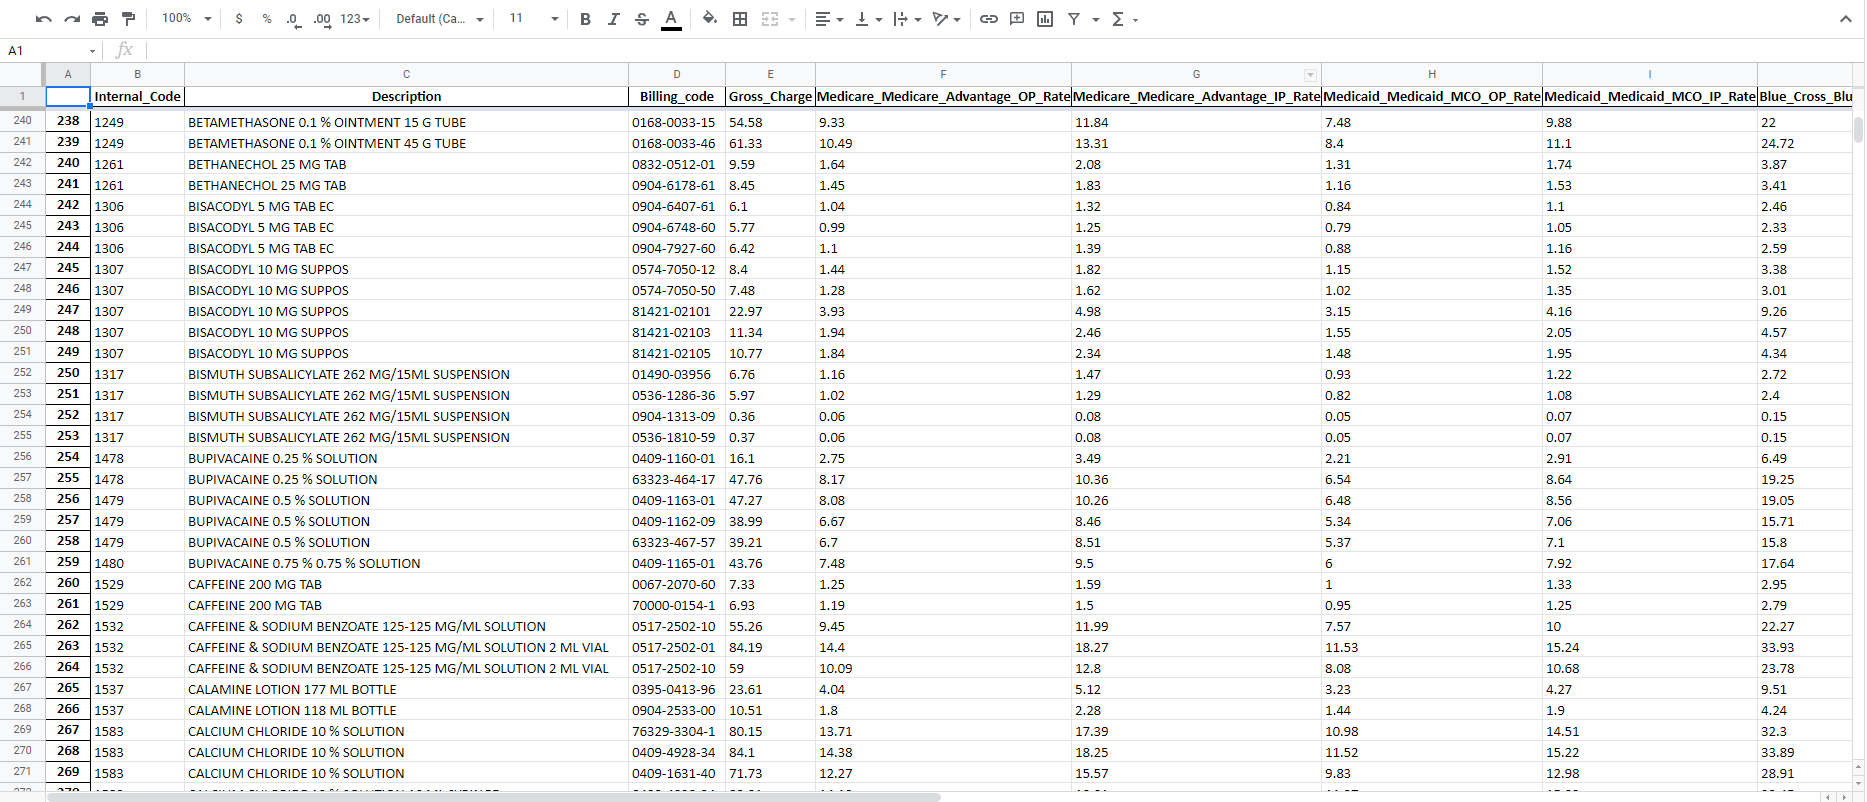 100% $ % .0 .00 123 Default (Ca... 11 B I S A
A1 fx
A B C D E F G H I
1 Internal_Code Description Billing_code Gross_Charge Medicare_Medicare_Advantage_OP_Rate Medicare_Medicare_Advantage_IP_Rate Medicaid_Medicaid_MCO_OP_Rate Medicaid_Medicaid_MCO_IP_Rate Blue_Cross_Blu
240 238 1249 BETAMETHASONE 0.1 % OINTMENT 15 G TUBE 0168-0033-15 54.58 9.33 11.84 7.48 9.88 22
241 239 1249 BETAMETHASONE 0.1 % OINTMENT 45 G TUBE 0168-0033-46 61.33 10.49 13.31 8.4 11.1 24.72
242 240 1261 BETHANECHOL 25 MG TAB 0832-0512-01 9.59 1.64 2.08 1.31 1.74 3.87
243 241 1261 BETHANECHOL 25 MG TAB 0904-6178-61 8.45 1.45 1.83 1.16 1.53 3.41
244 242 1306 BISACODYL 5 MG TAB EC 0904-6407-61 6.1 1.04 1.32 0.84 1.1 2.46
245 243 1306 BISACODYL 5 MG TAB EC 0904-6748-60 5.77 0.99 1.25 0.79 1.05 2.33
246 244 1306 BISACODYL 5 MG TAB EC 0904-7927-60 6.42 1.1 1.39 0.88 1.16 2.59
247 245 1307 BISACODYL 10 MG SUPPOS 0574-7050-12 8.4 1.44 1.82 1.15 1.52 3.38
248 246 1307 BISACODYL 10 MG SUPPOS 0574-7050-50 7.48 1.28 1.62 1.02 1.35 3.01
249 247 1307 BISACODYL 10 MG SUPPOS 81421-02101 22.97 3.93 4.98 3.15 4.16 9.26
250 248 1307 BISACODYL 10 MG SUPPOS 81421-02103 11.34 1.94 2.46 1.55 2.05 4.57
251 249 1307 BISACODYL 10 MG SUPPOS 81421-02105 10.77 1.84 2.34 1.48 1.95 4.34
252 250 1317 BISMUTH SUBSALICYLATE 262 MG/15ML SUSPENSION 01490-03956 6.76 1.16 1.47 0.93 1.22 2.72
253 251 1317 BISMUTH SUBSALICYLATE 262 MG/15ML SUSPENSION 0536-1286-36 5.97 1.02 1.29 0.82 1.08 2.4
254 252 1317 BISMUTH SUBSALICYLATE 262 MG/15ML SUSPENSION 0904-1313-09 0.36 0.06 0.08 0.05 0.07 0.15
255 253 1317 BISMUTH SUBSALICYLATE 262 MG/15ML SUSPENSION 0536-1810-59 0.37 0.06 0.08 0.05 0.07 0.15
256 254 1478 BUPIVACAINE 0.25 % SOLUTION 0409-1160-01 16.1 2.75 3.49 2.21 2.91 6.49
257 255 1478 BUPIVACAINE 0.25 % SOLUTION 63323-464-17 47.76 8.17 10.36 6.54 8.64 19.25
258 256 1479 BUPIVACAINE 0.5 % SOLUTION 0409-1163-01 47.27 8.08 10.26 6.48 8.56 19.05
259 257 1479 BUPIVACAINE 0.5 % SOLUTION 0409-1162-09 38.99 6.67 8.46 5.34 7.06 15.71
260 258 1479 BUPIVACAINE 0.5 % SOLUTION 63323-467-57 39.21 6.7 8.51 5.37 7.1 15.8
261 259 1480 BUPIVACAINE 0.75 % 0.75 % SOLUTION 0409-1165-01 43.76 7.48 9.5 6 7.92 17.64
262 260 1529 CAFFEINE 200 MG TAB 0067-2070-60 7.33 1.25 1.59 1 1.33 2.95
263 261 1529 CAFFEINE 200 MG TAB 70000-0154-1 6.93 1.19 1.5 0.95 1.25 2.79
264 262 1532 CAFFEINE & SODIUM BENZOATE 125-125 MG/ML SOLUTION 0517-2502-10 55.26 9.45 11.99 7.57 10 22.27
265 263 1532 CAFFEINE & SODIUM BENZOATE 125-125 MG/ML SOLUTION 2 ML VIAL 0517-2502-01 84.19 14.4 18.27 11.53 15.24 33.93
266 264 1532 CAFFEINE & SODIUM BENZOATE 125-125 MG/ML SOLUTION 2 ML VIAL 0517-2502-10 59 10.09 12.8 8.08 10.68 23.78
267 265 1537 CALAMINE LOTION 177 ML BOTTLE 0395-0413-96 23.61 4.04 5.12 3.23 4.27 9.51
268 266 1537 CALAMINE LOTION 118 ML BOTTLE 0904-2533-00 10.51 1.8 2.28 1.44 1.9 4.24
269 267 1583 CALCIUM CHLORIDE 10 % SOLUTION 76329-3304-1 80.15 13.71 17.39 10.98 14.51 32.3
270 268 1583 CALCIUM CHLORIDE 10 % SOLUTION 0409-4928-34 84.1 14.38 18.25 11.52 15.22 33.89
271 269 1583 CALCIUM CHLORIDE 10 % SOLUTION 0409-1631-40 71.73 12.27 15.57 9.83 12.98 28.91